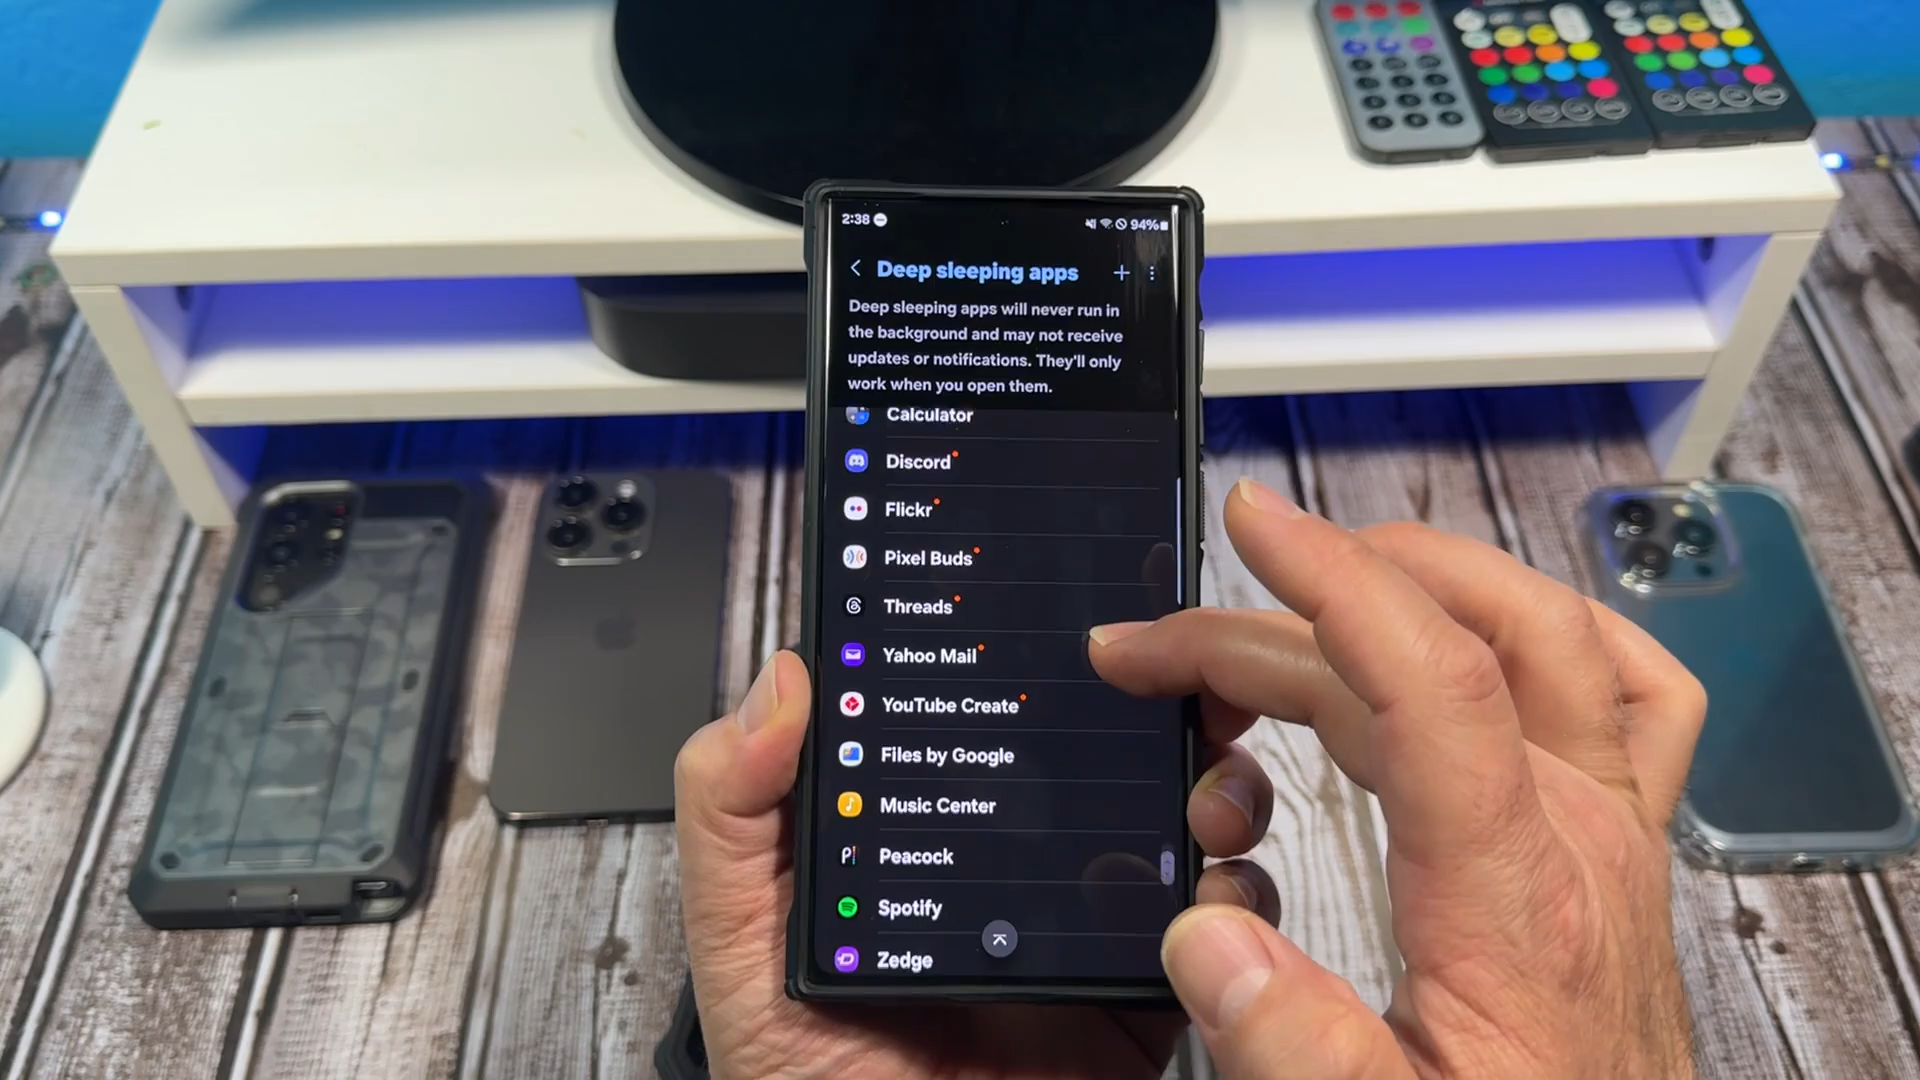 2:38
94%
Deep sleeping apps
Deep sleeping apps will never run in
the background and may not receive
updates or notifications. They'll only
work when you open them.
Calculator
Discord
Flickr
Pixel Buds
Threads
Yahoo Mail
YouTube Create
Files by Google
Music Center
Peacock
Spotify
Zedge